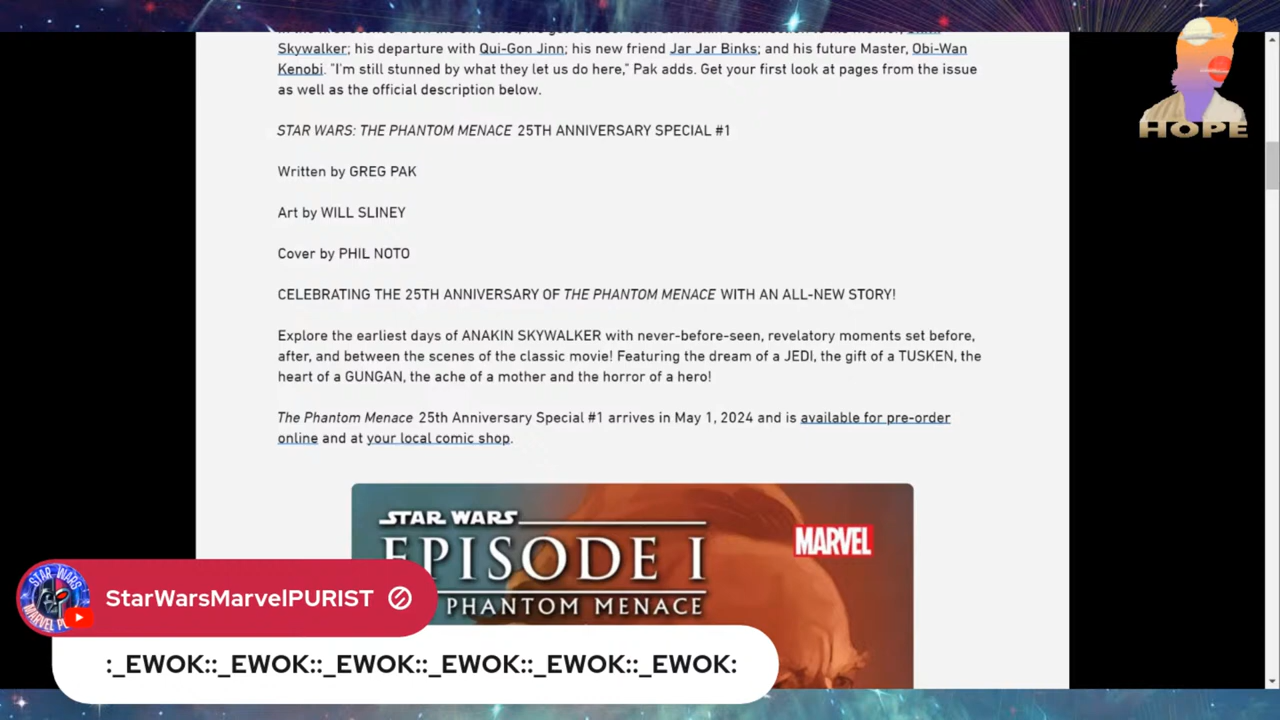 Skywalker; his departure with Qui-Gon Jinn; his new friend Jar Jar Binks; and his future Master, Obi-Wan
Kenobi. "I'm still stunned by what they let us do here," Pak adds. Get your first look at pages from the issue
as well as the official description below.
STAR WARS: THE PHANTOM MENACE 25TH ANNIVERSARY SPECIAL #1
Written by GREG PAK
Art by WILL SLINEY
Cover by PHIL NOTO
CELEBRATING THE 25TH ANNIVERSARY OF THE PHANTOM MENACE WITH AN ALL-NEW STORY!
Explore the earliest days of ANAKIN SKYWALKER with never-before-seen, revelatory moments set before,
after, and between the scenes of the classic movie! Featuring the dream of a JEDI, the gift of a TUSKEN, the
heart of a GUNGAN, the ache of a mother and the horror of a hero!
The Phantom Menace 25th Anniversary Special #1 arrives in May 1, 2024 and is available for pre-order
online and at your local comic shop.
STAR WARS
EPISODE I
PHANTOM MENACE
MARVEL
HOPE
STAR WARS
MARVEL
StarWarsMarvelPURIST
:_EWOK::_EWOK::_EWOK::_EWOK::_EWOK::_EWOK: